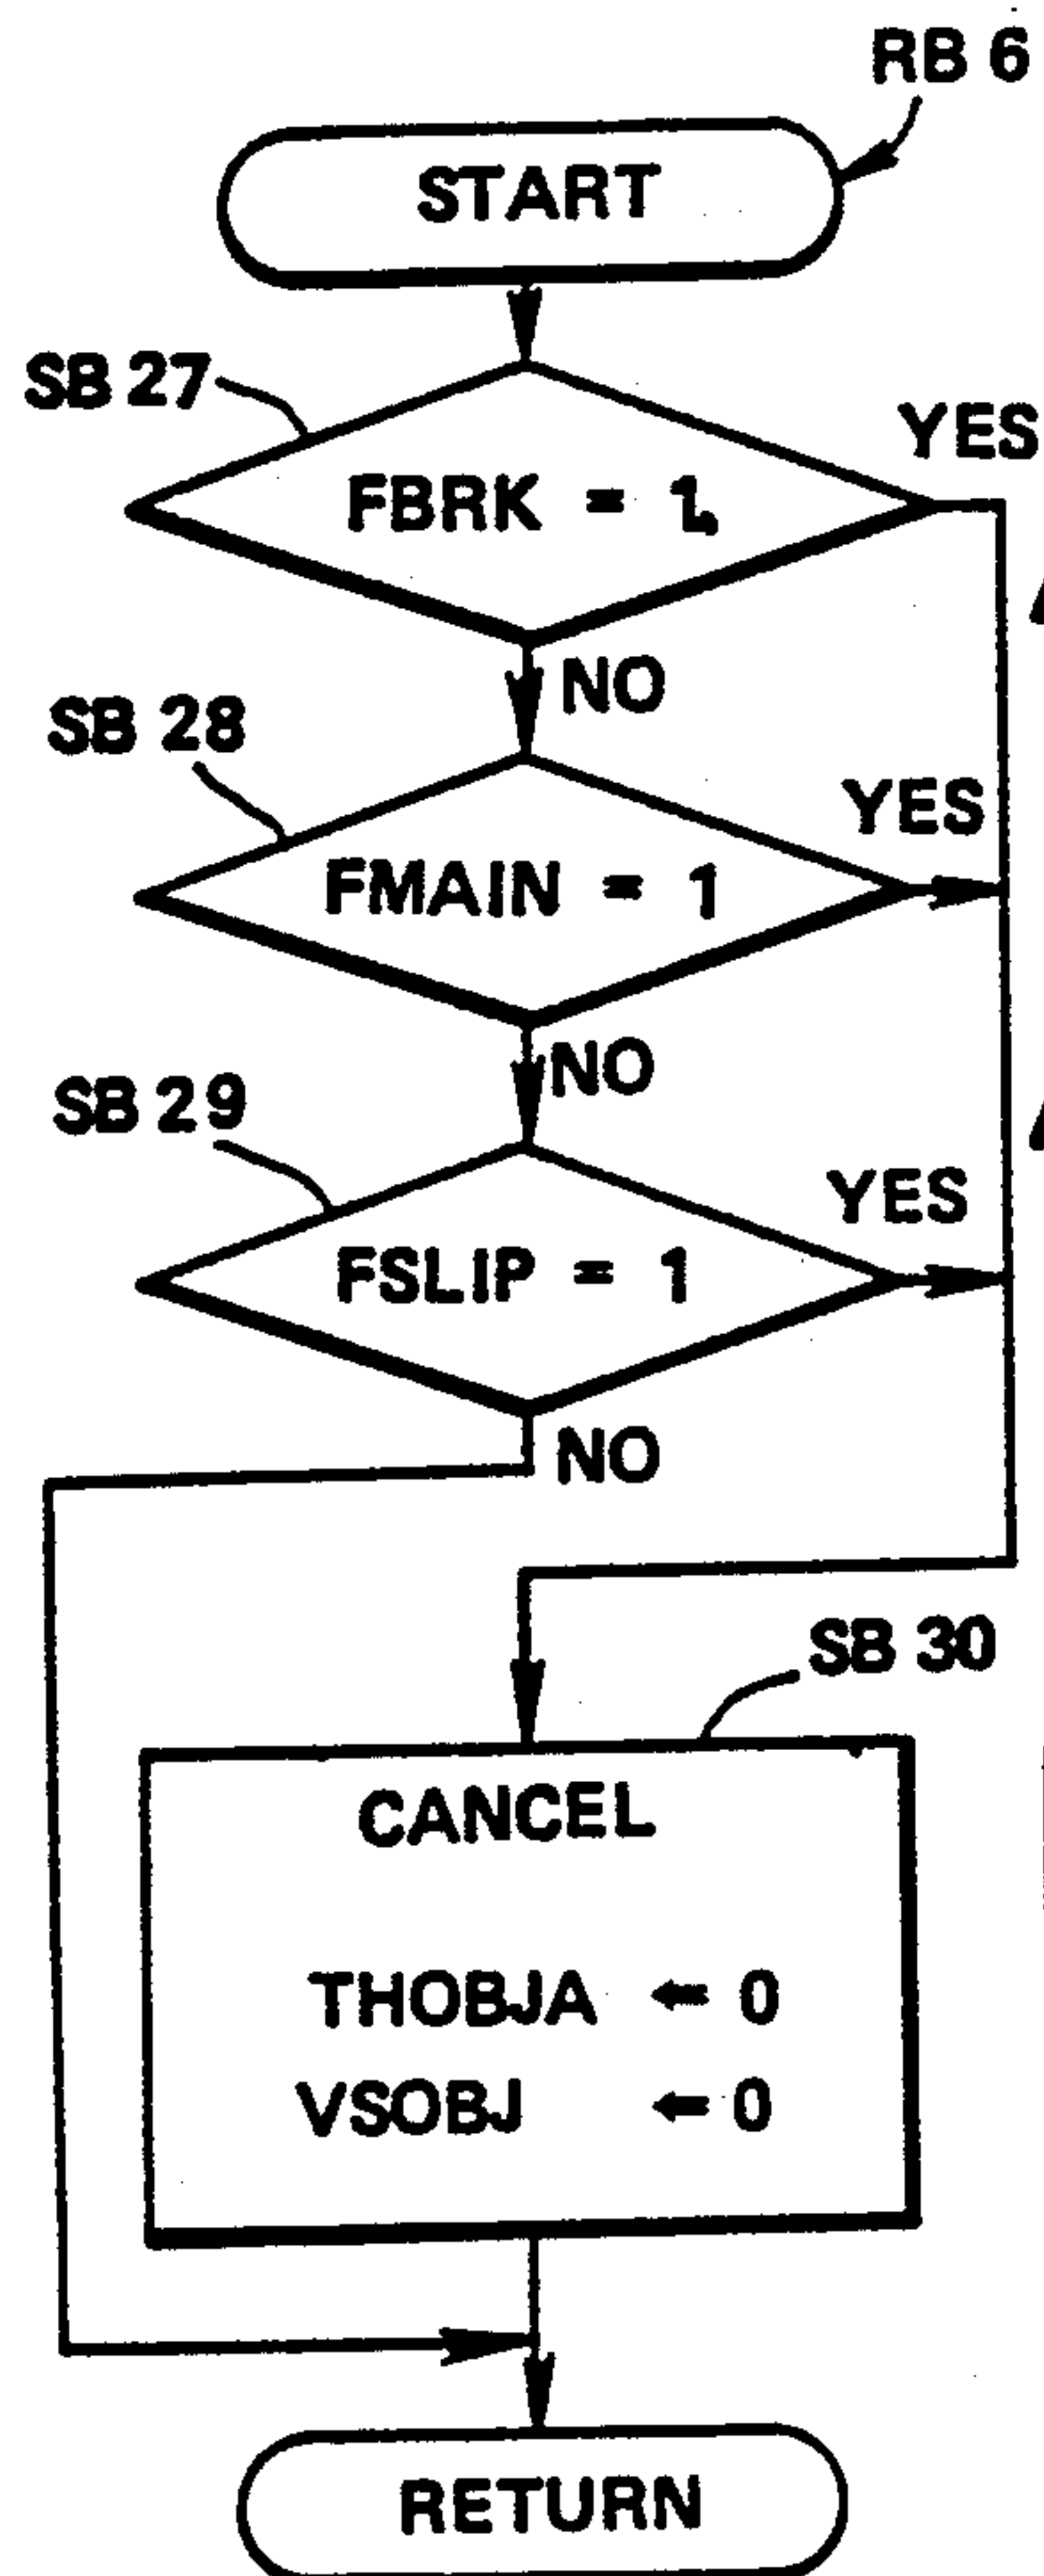 RB 6
START
SB 27
YES
FBRK = 1
NO
SB 28
YES
FMAIN = 1
NO
SB 29
YES
FSLIP = 1
NO
SB 30
CANCEL
THOBJA ← 0
VSOBJ ← 0
RETURN